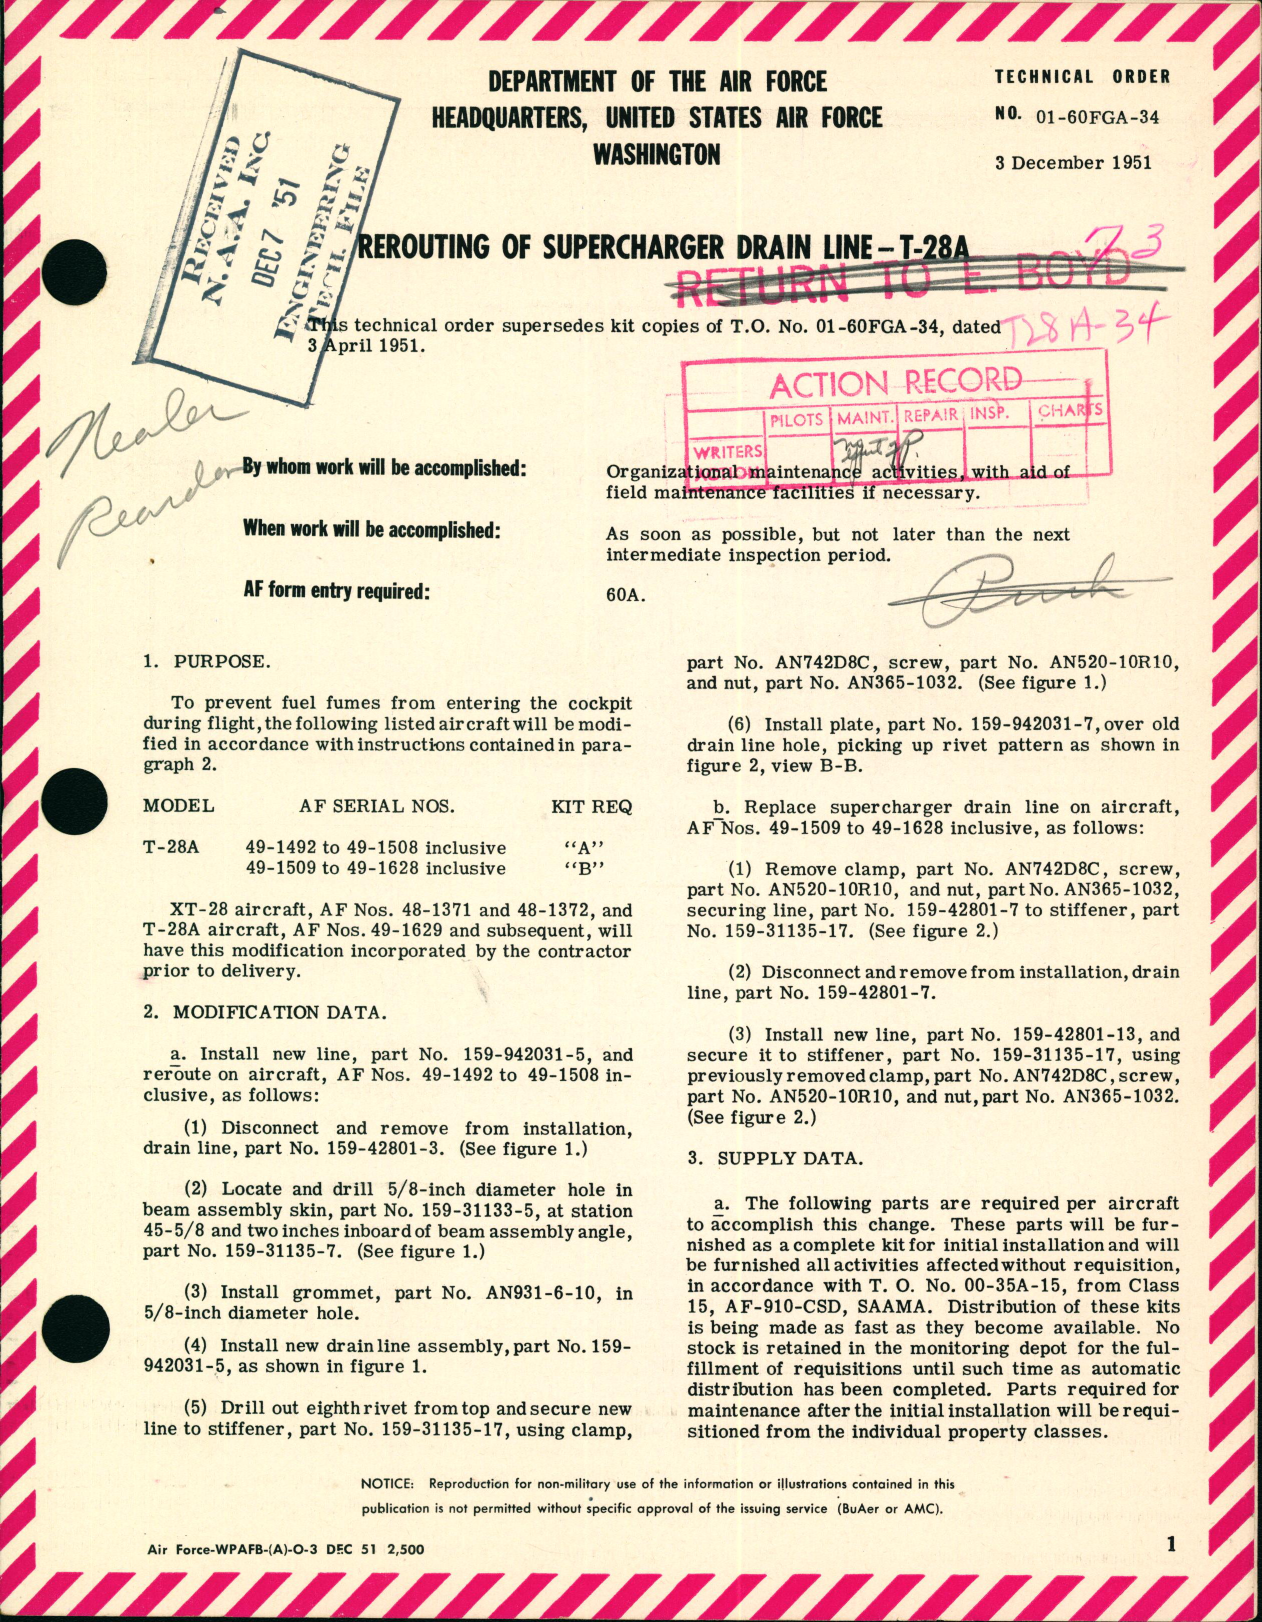 DEPARTMENT OF THE AIR FORCE
HEADQUARTERS, UNITED STATES AIR FORCE
WASHINGTON
TECHNICAL ORDER
NO. 01-60FGA-34
3 December 1951
RECEIVED
N. A. A. INC.
DEC 7 '51
ENGINEERING
TECH. FILE
REROUTING OF SUPERCHARGER DRAIN LINE – T-28A
73
RETURN TO E. BOYD
This technical order supersedes kit copies of T.O. No. 01-60FGA-34, dated
3 April 1951.
T28A-34
ACTION RECORD
PILOTS MAINT. REPAIR INSP. CHARTS
WRITERS
ACTION
Nealer
Reardon
By whom work will be accomplished:
Organizational maintenance activities, with aid of
field maintenance facilities if necessary.
When work will be accomplished:
As soon as possible, but not later than the next
intermediate inspection period.
AF form entry required:
60A.
1. PURPOSE.
To prevent fuel fumes from entering the cockpit
during flight, the following listed aircraft will be modi-
fied in accordance with instructions contained in para-
graph 2.
MODEL AF SERIAL NOS. KIT REQ
T-28A 49-1492 to 49-1508 inclusive "A"
49-1509 to 49-1628 inclusive "B"
XT-28 aircraft, AF Nos. 48-1371 and 48-1372, and
T-28A aircraft, AF Nos. 49-1629 and subsequent, will
have this modification incorporated by the contractor
prior to delivery.
2. MODIFICATION DATA.
a. Install new line, part No. 159-942031-5, and
reroute on aircraft, AF Nos. 49-1492 to 49-1508 in-
clusive, as follows:
(1) Disconnect and remove from installation,
drain line, part No. 159-42801-3. (See figure 1.)
(2) Locate and drill 5/8-inch diameter hole in
beam assembly skin, part No. 159-31133-5, at station
45-5/8 and two inches inboard of beam assembly angle,
part No. 159-31135-7. (See figure 1.)
(3) Install grommet, part No. AN931-6-10, in
5/8-inch diameter hole.
(4) Install new drain line assembly, part No. 159-
942031-5, as shown in figure 1.
(5) Drill out eighth rivet from top and secure new
line to stiffener, part No. 159-31135-17, using clamp,
part No. AN742D8C, screw, part No. AN520-10R10,
and nut, part No. AN365-1032. (See figure 1.)
(6) Install plate, part No. 159-942031-7, over old
drain line hole, picking up rivet pattern as shown in
figure 2, view B-B.
b. Replace supercharger drain line on aircraft,
AF Nos. 49-1509 to 49-1628 inclusive, as follows:
(1) Remove clamp, part No. AN742D8C, screw,
part No. AN520-10R10, and nut, part No. AN365-1032,
securing line, part No. 159-42801-7 to stiffener, part
No. 159-31135-17. (See figure 2.)
(2) Disconnect and remove from installation, drain
line, part No. 159-42801-7.
(3) Install new line, part No. 159-42801-13, and
secure it to stiffener, part No. 159-31135-17, using
previously removed clamp, part No. AN742D8C, screw,
part No. AN520-10R10, and nut, part No. AN365-1032.
(See figure 2.)
3. SUPPLY DATA.
a. The following parts are required per aircraft
to accomplish this change. These parts will be fur-
nished as a complete kit for initial installation and will
be furnished all activities affected without requisition,
in accordance with T. O. No. 00-35A-15, from Class
15, AF-910-CSD, SAAMA. Distribution of these kits
is being made as fast as they become available. No
stock is retained in the monitoring depot for the ful-
fillment of requisitions until such time as automatic
distribution has been completed. Parts required for
maintenance after the initial installation will be requi-
sitioned from the individual property classes.
NOTICE: Reproduction for non-military use of the information or illustrations contained in this
publication is not permitted without specific approval of the issuing service (BuAer or AMC).
Air Force-WPAFB-(A)-O-3 DEC 51 2,500
1